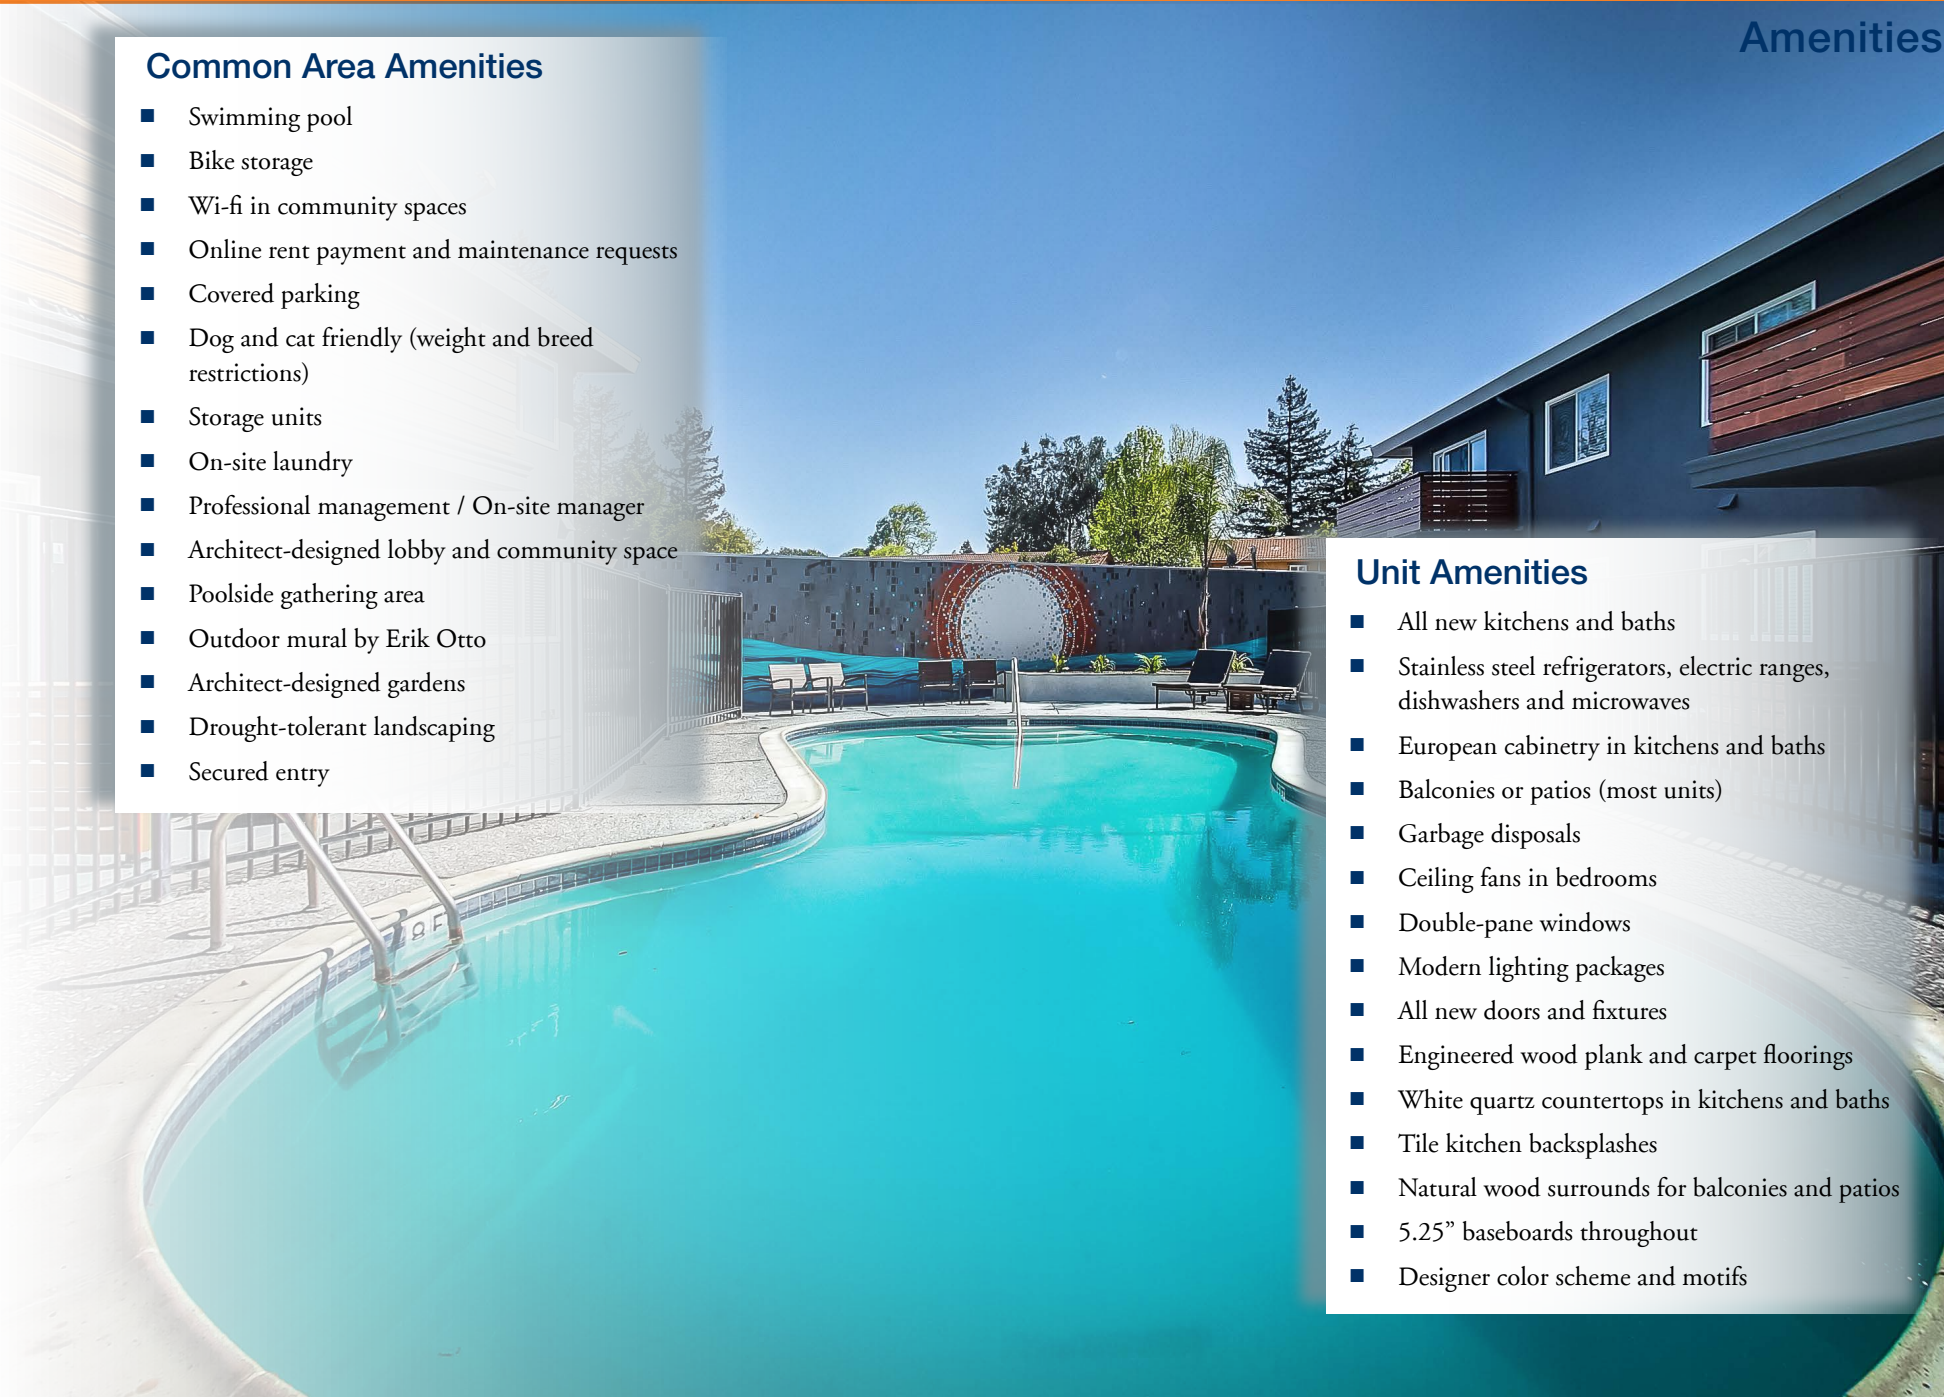 Amenities
Common Area Amenities
■ Swimming pool
■ Bike storage
■ Wi-fi in community spaces
■ Online rent payment and maintenance requests
■ Covered parking
■ Dog and cat friendly (weight and breed
restrictions)
■ Storage units
■ On-site laundry
■ Professional management / On-site manager
■ Architect-designed lobby and community space
■ Poolside gathering area
■ Outdoor mural by Erik Otto
■ Architect-designed gardens
■ Drought-tolerant landscaping
■ Secured entry
Unit Amenities
■ All new kitchens and baths
■ Stainless steel refrigerators, electric ranges,
dishwashers and microwaves
■ European cabinetry in kitchens and baths
■ Balconies or patios (most units)
■ Garbage disposals
■ Ceiling fans in bedrooms
■ Double-pane windows
■ Modern lighting packages
■ All new doors and fixtures
■ Engineered wood plank and carpet floorings
■ White quartz countertops in kitchens and baths
■ Tile kitchen backsplashes
■ Natural wood surrounds for balconies and patios
■ 5.25” baseboards throughout
■ Designer color scheme and motifs